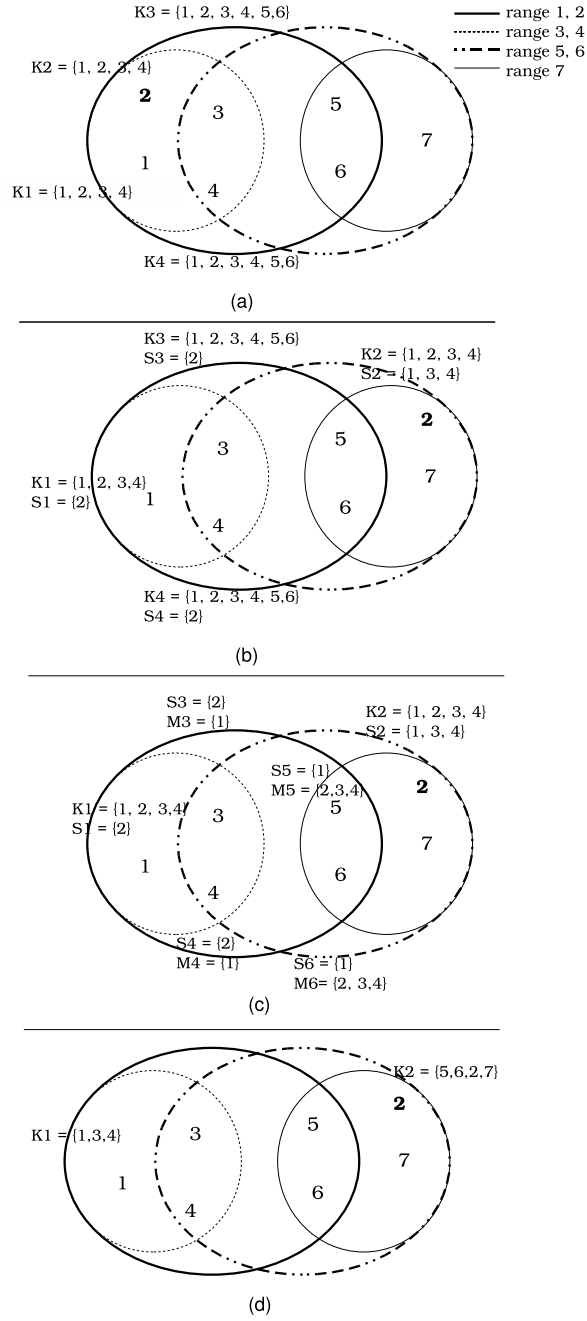 K3 = {1, 2, 3, 4, 5,6}
range 1, 2
range 3, 4
range 5, 6
range 7
K2 = {1, 2, 3, 4}
2
3
5
7
1
6
K1 = {1, 2, 3, 4}
4
K4 = {1, 2, 3, 4, 5,6}
(a)
K3 = {1, 2, 3, 4, 5,6}
S3 = {2}
K2 = {1, 2, 3, 4}
S2 = {1, 3, 4}
2
3
5
7
K1 = {1, 2, 3,4}
S1 = {2}
1
6
4
K4 = {1, 2, 3, 4, 5,6}
S4 = {2}
(b)
S3 = {2}
M3 = {1}
K2 = {1, 2, 3, 4}
S2 = {1, 3, 4}
S5 = {1}
M5 = {2,3,4}
2
K1 = {1, 2, 3,4}
S1 = {2}
3
5
7
1
6
4
S4 = {2}
M4 = {1}
S6 = {1}
M6= {2, 3,4}
(c)
K2 = {5,6,2,7}
2
K1 = {1,3,4}
3
5
7
1
6
4
(d)